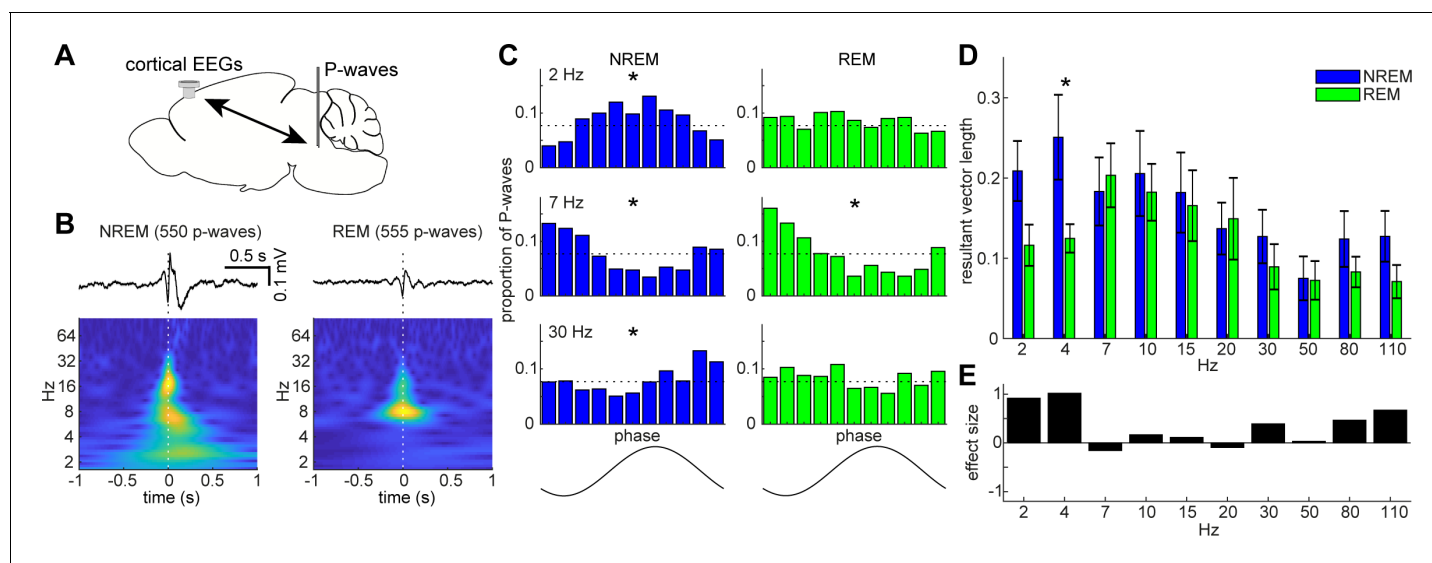 A
cortical EEGs
P-waves
B
NREM (550 p-waves)
0.5 s
0.1 mV
REM (555 p-waves)
Hz
64
32
16
8
4
2
-1
-0.5
0
0.5
1
time (s)
64
32
16
8
4
2
-1
-0.5
0
0.5
1
time (s)
C
NREM
REM
proportion of P-waves
2 Hz
*
0.1
0
0.1
0
7 Hz
*
0.1
0
*
0.1
0
30 Hz
*
0.1
0
0.1
0
phase
phase
D
NREM
REM
*
resultant vector length
0.3
0.2
0.1
0
2 4 7 10 15 20 30 50 80 110
Hz
E
effect size
1
0
-1
2 4 7 10 15 20 30 50 80 110
Hz